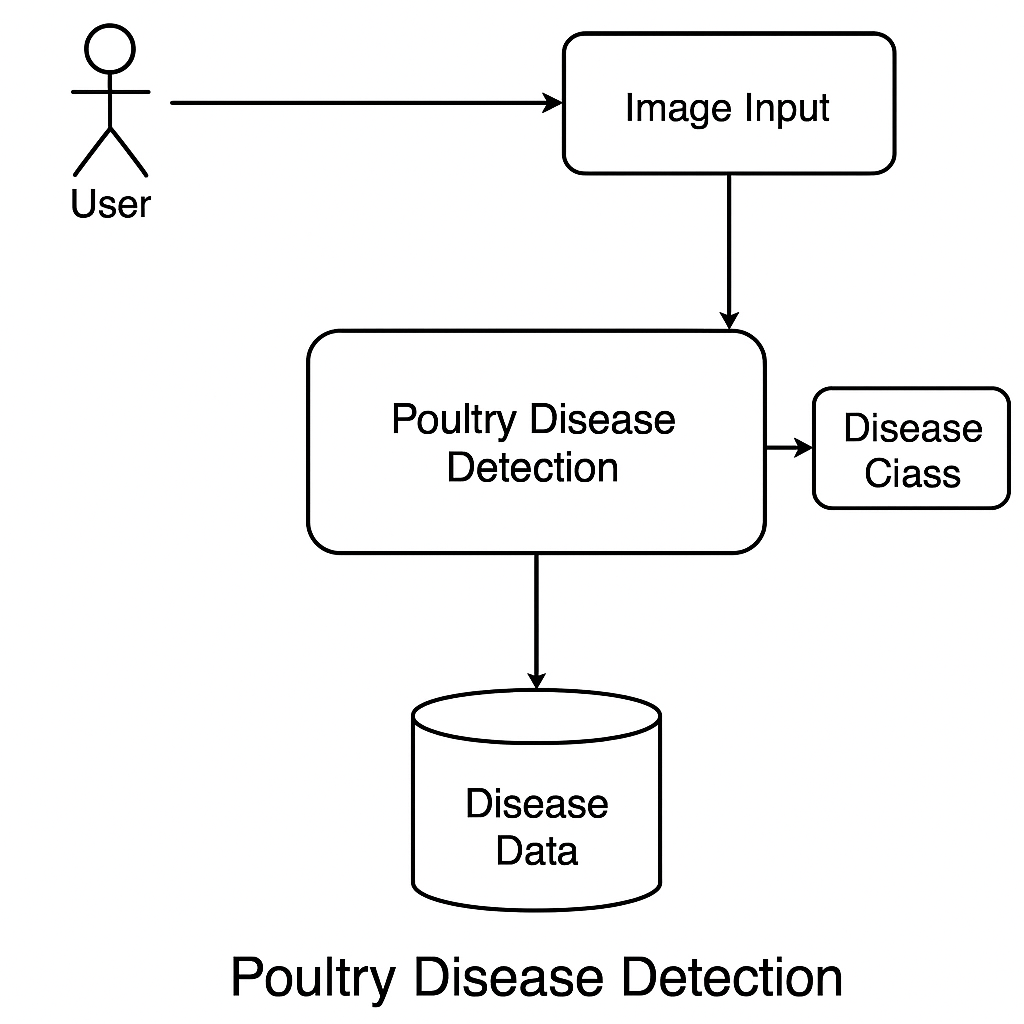 User
Image Input
Poultry Disease
Detection
Disease
Ciass
Disease
Data
Poultry Disease Detection